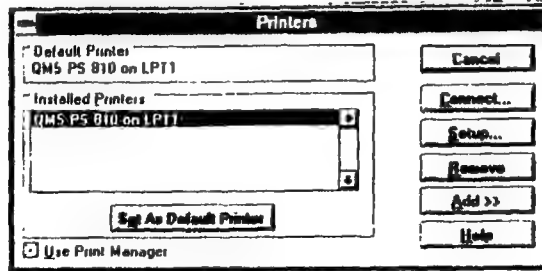 Printers
Default Printer
QMS PS 810 on LPT1
Installed Printers
QMS PS 810 on LPT1
Set As Default Printer
Use Print Manager
Cancel
Connect...
Setup...
Remove
Add >>
Help